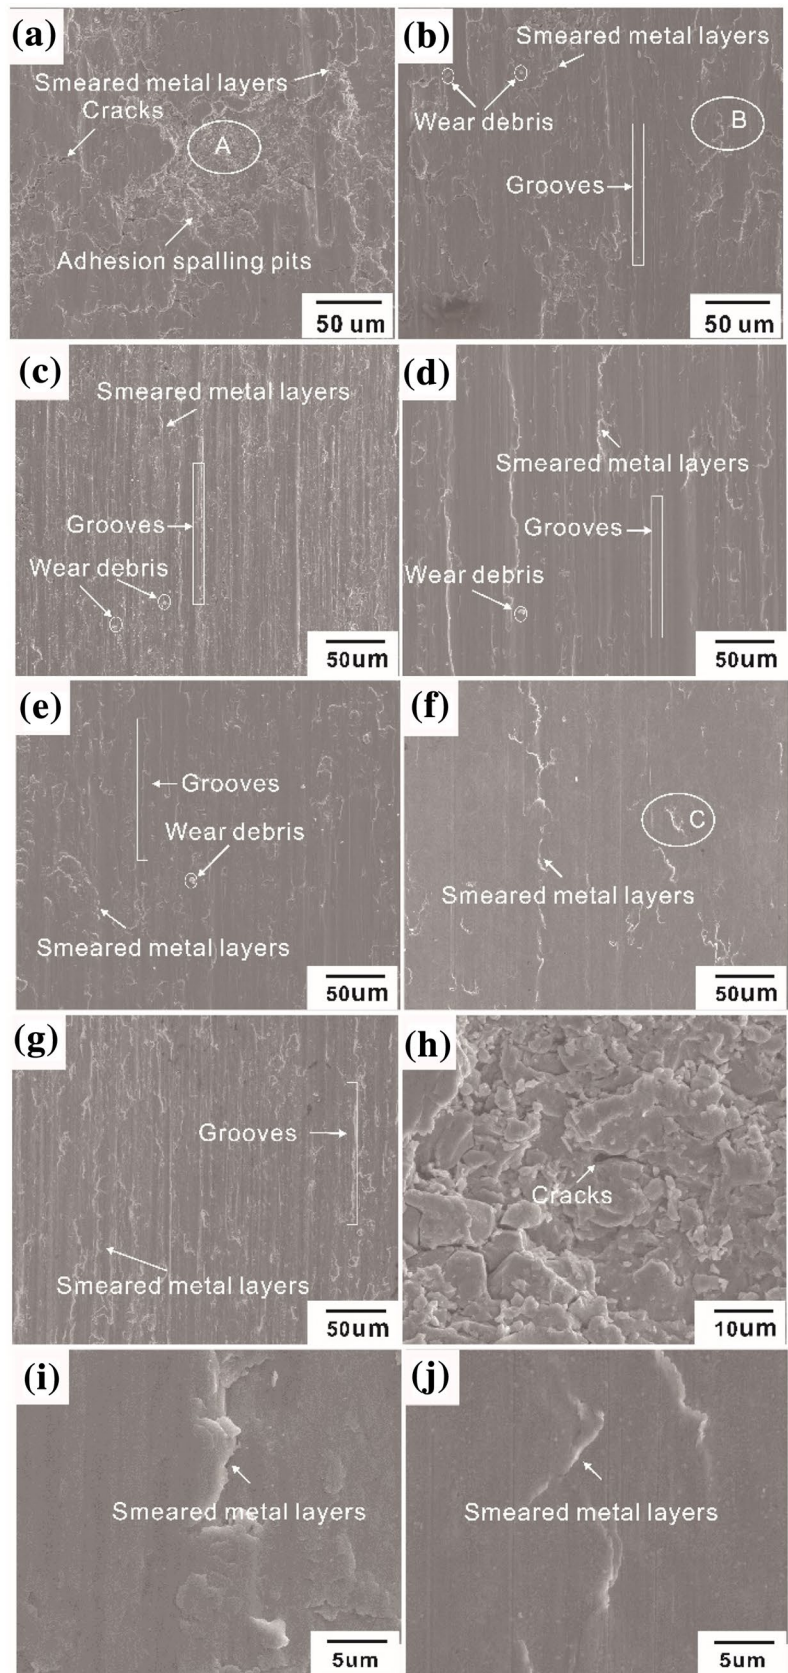 (a)
Smeared metal layers
Cracks
A
Adhesion spalling pits
50 um
(b)
Smeared metal layers
Wear debris
B
Grooves
50 um
(c)
Smeared metal layers
Grooves
Wear debris
50um
(d)
Smeared metal layers
Grooves
Wear debris
50um
(e)
Grooves
Wear debris
Smeared metal layers
50um
(f)
C
Smeared metal layers
50um
(g)
Grooves
Smeared metal layers
50um
(h)
Cracks
10um
(i)
Smeared metal layers
5um
(j)
Smeared metal layers
5um